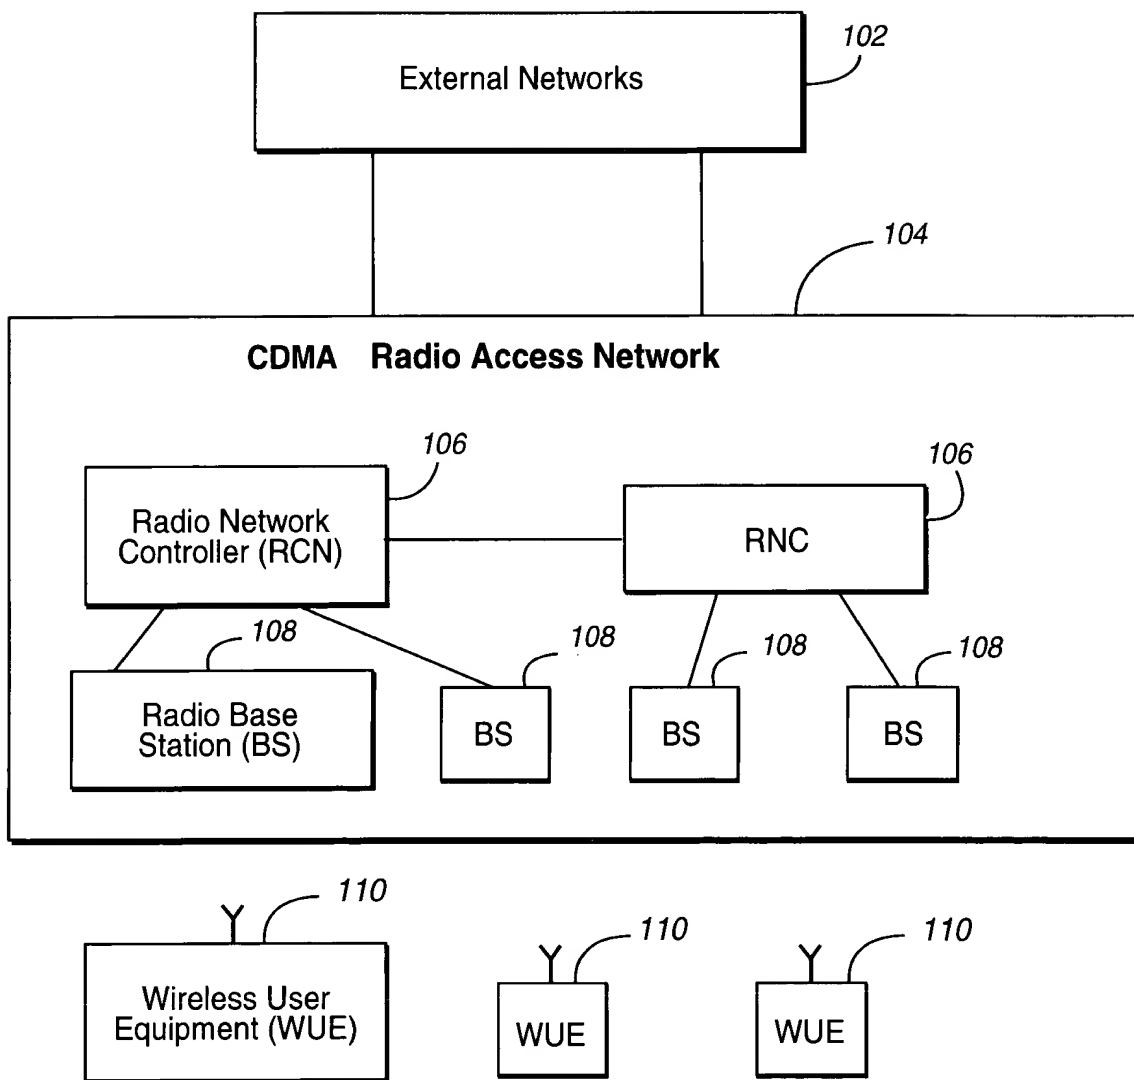 102
External Networks
104
CDMA Radio Access Network
106
106
Radio Network
Controller (RCN)
RNC
108
108
108
108
Radio Base
Station (BS)
BS
BS
BS
110
110
110
Wireless User
Equipment (WUE)
WUE
WUE